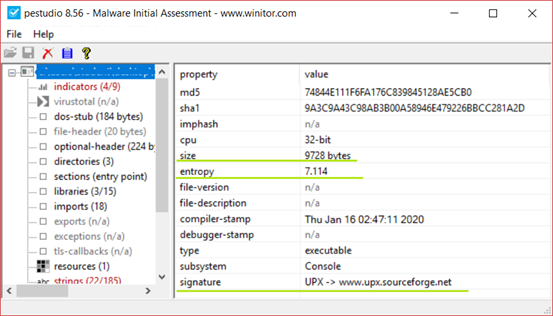 pestudio 8.56 - Malware Initial Assessment - www.winitor.com
File Help
indicators (4/9)
virustotal (n/a)
dos-stub (184 bytes)
file-header (20 bytes)
optional-header (224 b
directories (3)
sections (entry point)
libraries (3/15)
imports (18)
exports (n/a)
exceptions (n/a)
tls-callbacks (n/a)
resources (1)
abc strings (22/185)
property value
md5 74844E111F6FA176C839845128AE5CB0
sha1 9A3C9A43C98AB3B00A58946E479226BBCC281A2D
imphash n/a
cpu 32-bit
size 9728 bytes
entropy 7.114
file-version n/a
file-description n/a
compiler-stamp Thu Jan 16 02:47:11 2020
debugger-stamp n/a
type executable
subsystem Console
signature UPX -> www.upx.sourceforge.net